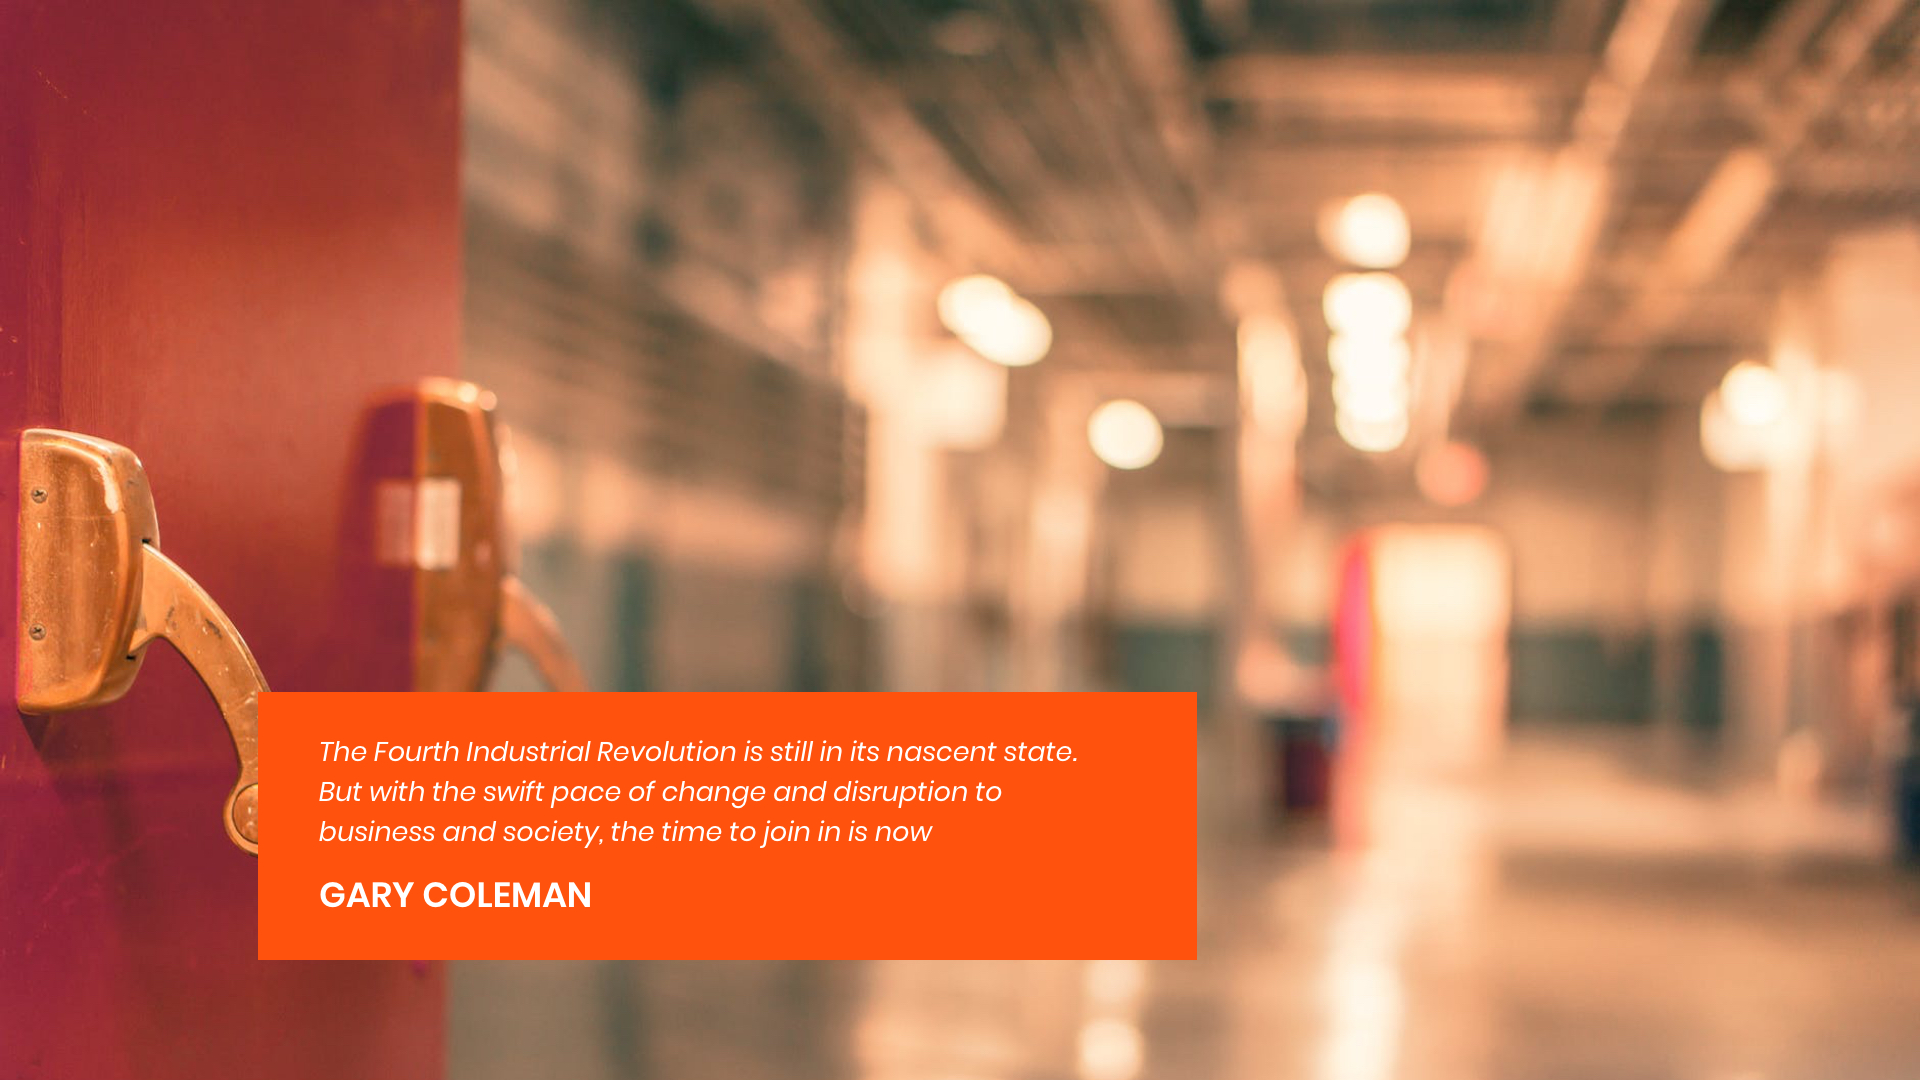 The Fourth Industrial Revolution is still in its nascent state.
But with the swift pace of change and disruption to
business and society, the time to join in is now
GARY COLEMAN